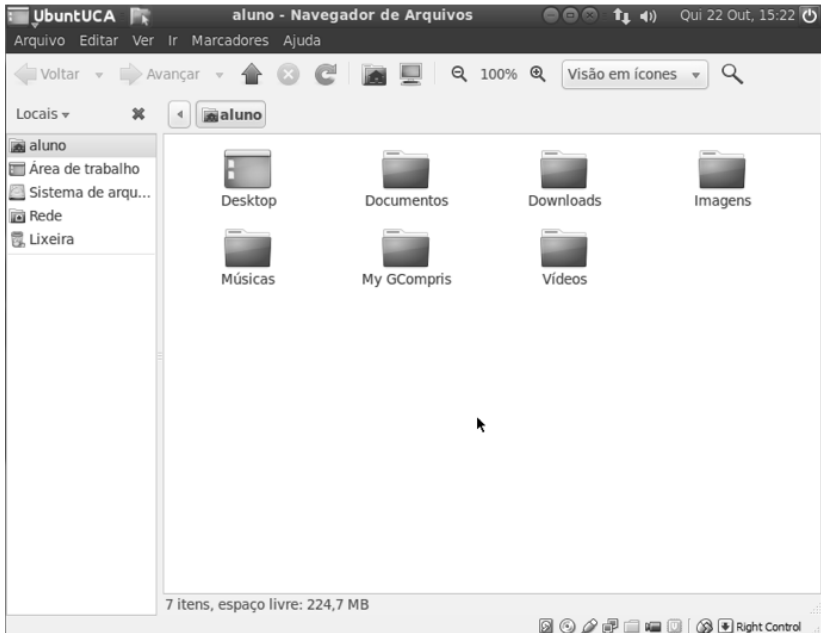 UbuntUCA aluno - Navegador de Arquivos Qui 22 Out, 15:22
Arquivo Editar Ver Ir Marcadores Ajuda
Voltar Avançar 100% Visão em ícones
Locais aluno
aluno
Área de trabalho
Sistema de arqu...
Rede
Lixeira
Desktop Documentos Downloads Imagens
Músicas My GCompris Vídeos
7 itens, espaço livre: 224,7 MB
Right Control